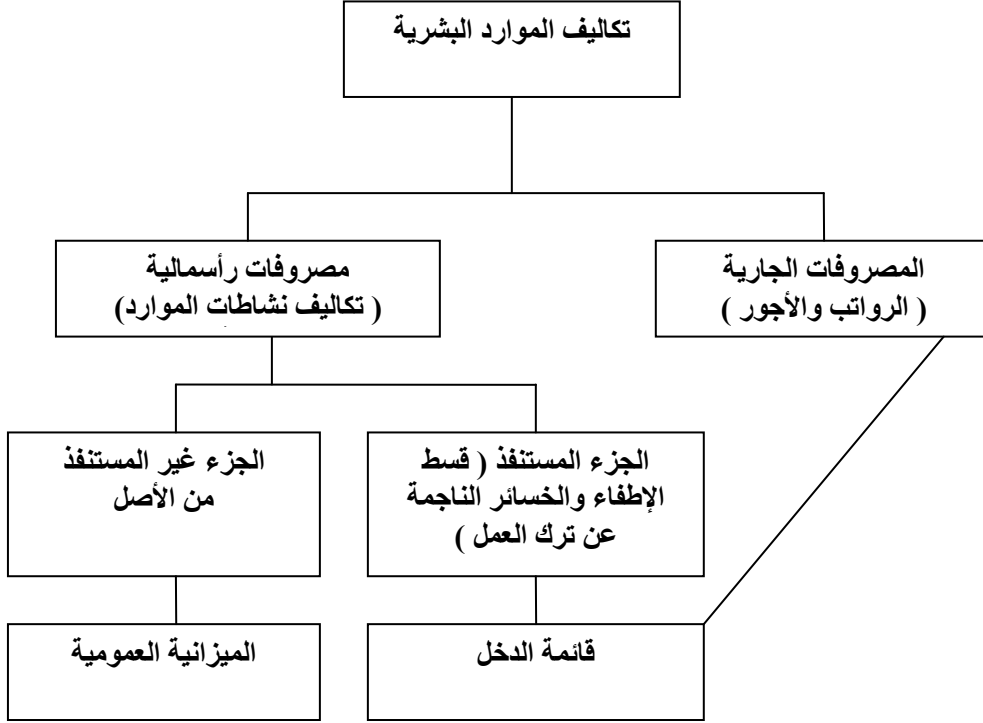 تكاليف الموارد البشرية
المصروفات الجارية
( الرواتب والأجور )
مصروفات رأسمالية
( تكاليف نشاطات الموارد)
الجزء المستنفذ ( قسط
الإطفاء والخسائر الناجمة
عن ترك العمل )
الجزء غير المستنفذ
من الأصل
قائمة الدخل
الميزانية العمومية